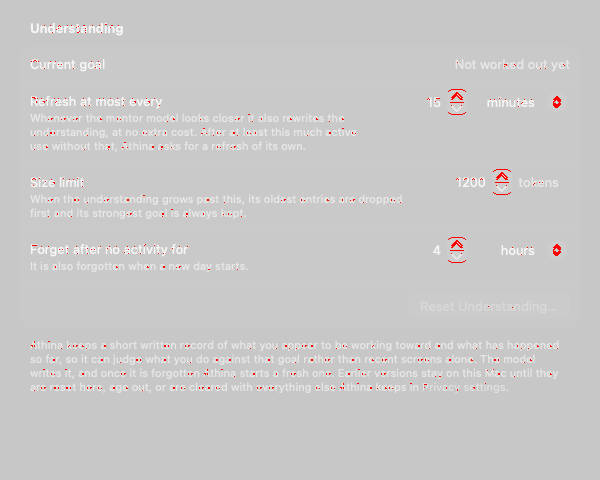 Understanding
Current goal
Not worked out yet
Refresh at most every
15
minutes
Whenever the mentor model looks closer it also rewrites the
understanding, at no extra cost. After at least this much active
use without that, Athina asks for a refresh of its own.
Size limit
1200
tokens
When the understanding grows past this, its oldest entries are dropped
first and its strongest goal is always kept.
Forget after no activity for
4
hours
It is also forgotten when a new day starts.
Reset Understanding...
Athina keeps a short written record of what you appear to be working toward and what has happened
so far, so it can judge what you do against that goal rather than recent screens alone. The model
writes it, and once it is forgotten Athina starts a fresh one. Earlier versions stay on this Mac until they
are reset here, age out, or are cleared with everything else Athina keeps in Privacy settings.